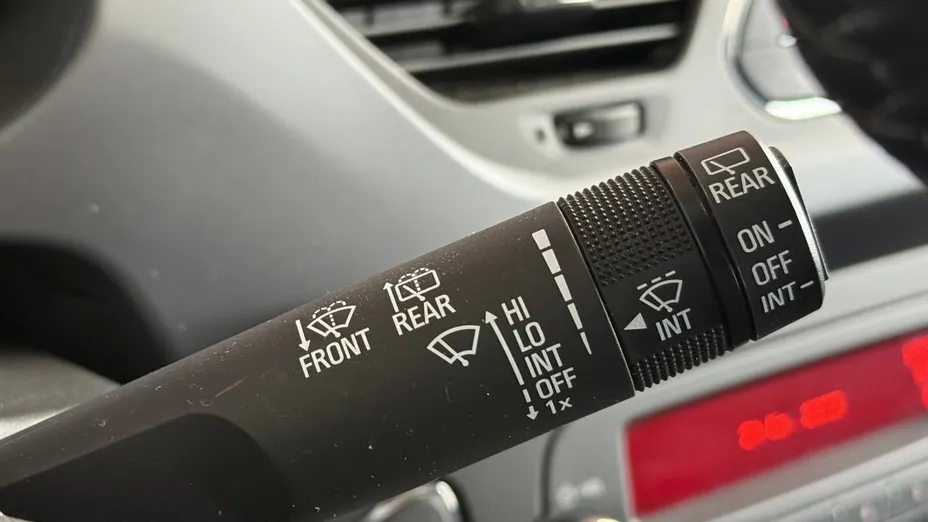 FRONT
REAR
HI
LO
INT
OFF
1x
INT
REAR
ON
OFF
INT